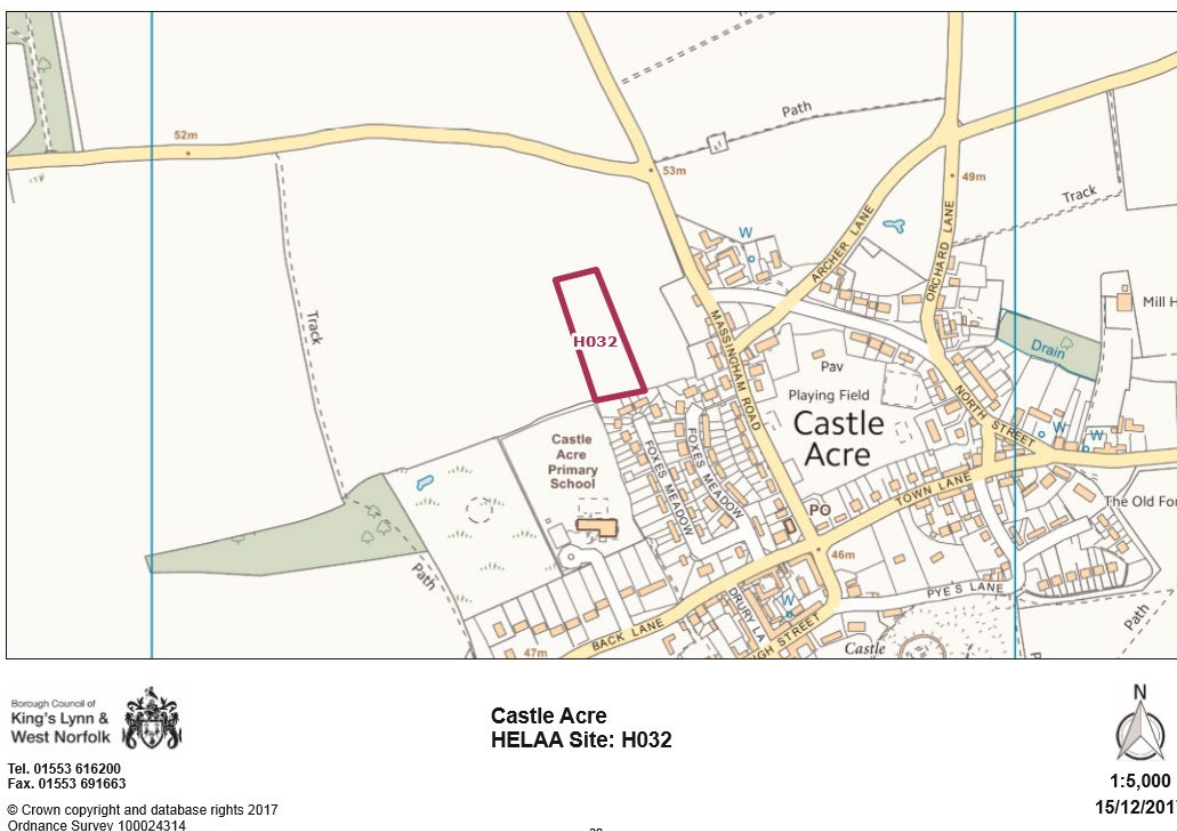 52m
53m
Path
49m
Track
W
ARCHER LANE
ORCHARD LANE
Track
H032
MASSINGHAM ROAD
Mill H
Drain
Pav
Playing Field
Castle
Acre
NORTH STREET
W
W
Castle
Acre
Primary
School
FOXES MEADOW
FOXES MEADOW
TOWN LANE
PO
The Old For
46m
Path
DRURY LA
W
PYE'S LANE
BACK LANE
47m
GH STREET
Castle
Path
Borough Council of
King's Lynn &
West Norfolk
Tel. 01553 616200
Fax. 01553 691663
© Crown copyright and database rights 2017
Ordnance Survey 100024314
Castle Acre
HELAA Site: H032
N
1:5,000
15/12/2017